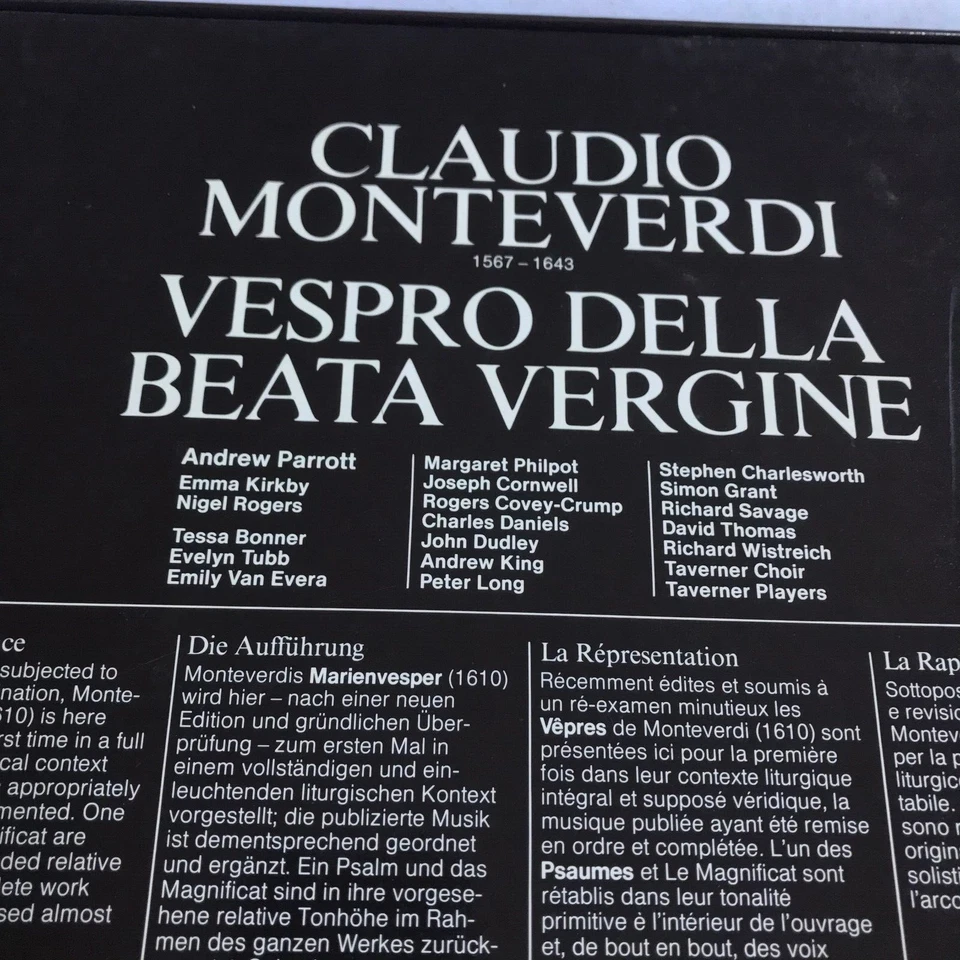 CLAUDIO
MONTEVERDI
1567 – 1643
VESPRO DELLA
BEATA VERGINE
Andrew Parrott
Emma Kirkby
Nigel Rogers
Tessa Bonner
Evelyn Tubb
Emily Van Evera
Margaret Philpot
Joseph Cornwell
Rogers Covey-Crump
Charles Daniels
John Dudley
Andrew King
Peter Long
Stephen Charlesworth
Simon Grant
Richard Savage
David Thomas
Richard Wistreich
Taverner Choir
Taverner Players
ce
subjected to
nation, Monte-
610) is here
rst time in a full
cal context
appropriately
mented. One
ificat are
ded relative
lete work
sed almost
Die Aufführung
Monteverdis Marienvesper (1610)
wird hier – nach einer neuen
Edition und gründlichen Über-
prüfung – zum ersten Mal in
einem vollständigen und ein-
leuchtenden liturgischen Kontext
vorgestellt; die publizierte Musik
ist dementsprechend geordnet
und ergänzt. Ein Psalm und das
Magnificat sind in ihre vorgese-
hene relative Tonhöhe im Rah-
men des ganzen Werkes zurück-
La Répresentation
Récemment édites et soumis à
un ré-examen minutieux les
Vêpres de Monteverdi (1610) sont
présentées ici pour la première
fois dans leur contexte liturgique
intégral et supposé véridique, la
musique publiée ayant été remise
en ordre et complétée. L'un des
Psaumes et Le Magnificat sont
rétablis dans leur tonalité
primitive è l'intérieur de l'ouvrage
et, de bout en bout, des voix
La Rap
Sottopos
e revisio
Montev
per la p
liturgico
tabile.
sono r
origin
solisti
l'arco